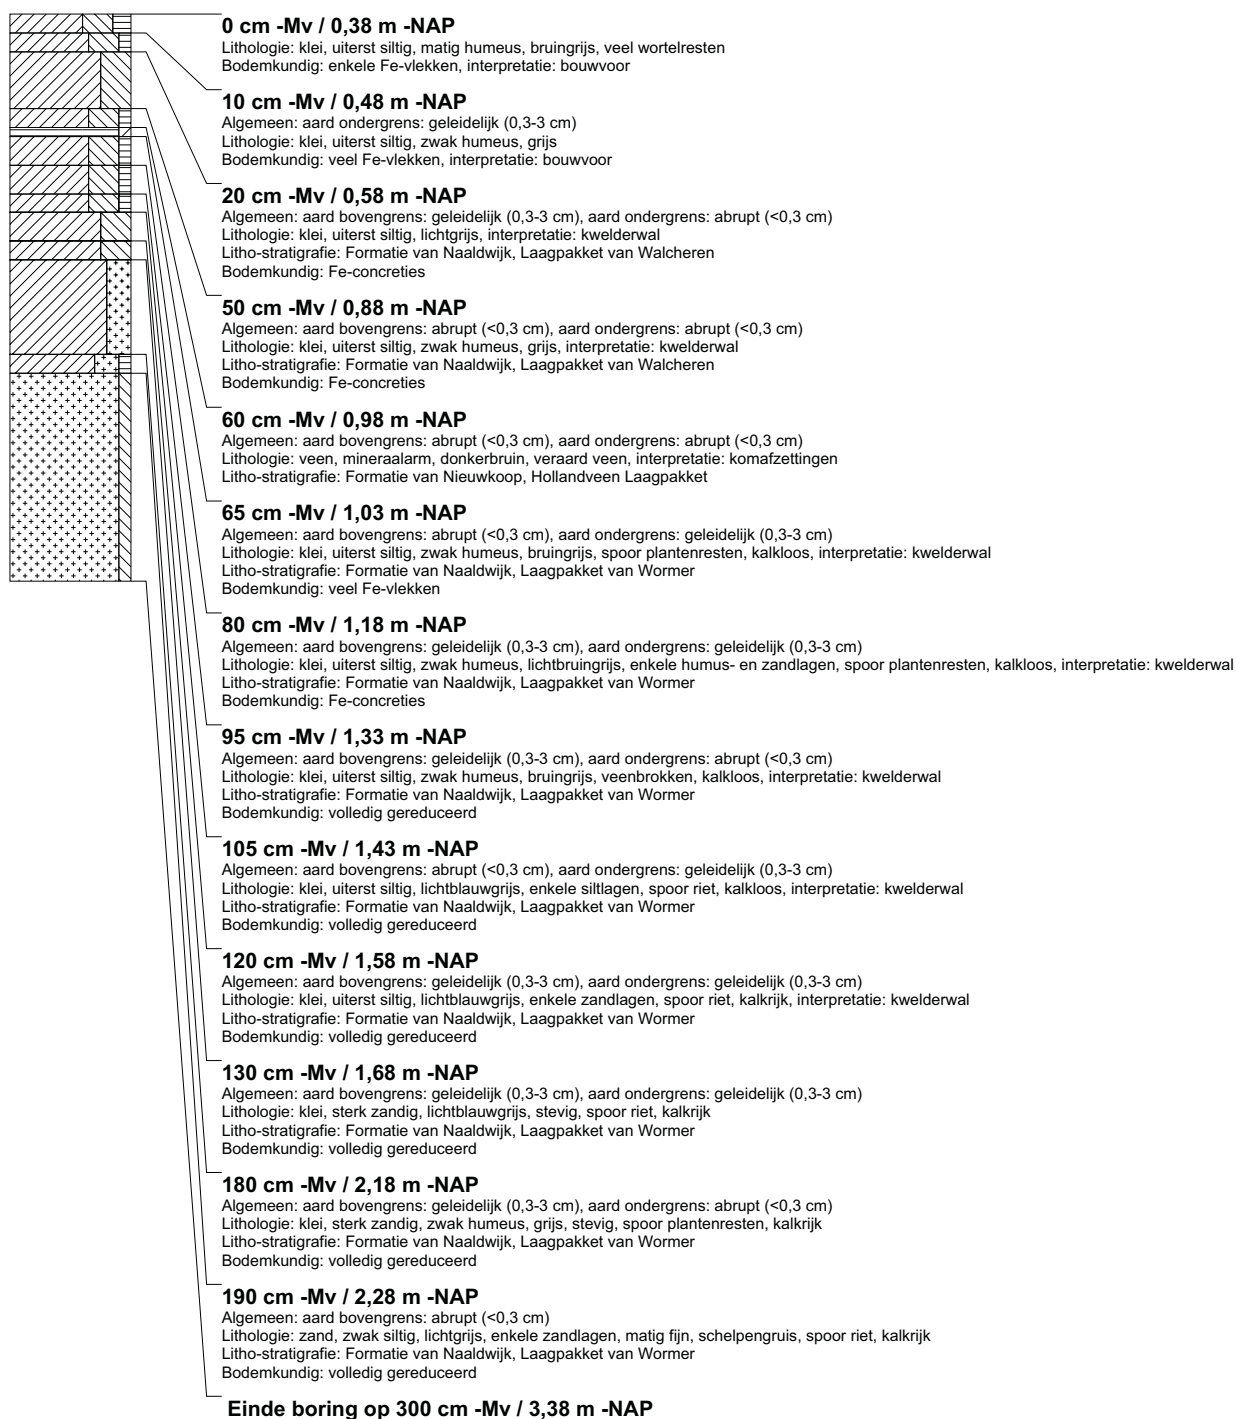 0 cm -Mv / 0,38 m -NAP
Lithologie: klei, uiterst siltig, matig humeus, bruingrijs, veel wortelresten
Bodemkundig: enkele Fe-vlekken, interpretatie: bouwvoor
10 cm -Mv / 0,48 m -NAP
Algemeen: aard ondergrens: geleidelijk (0,3-3 cm)
Lithologie: klei, uiterst siltig, zwak humeus, grijs
Bodemkundig: veel Fe-vlekken, interpretatie: bouwvoor
20 cm -Mv / 0,58 m -NAP
Algemeen: aard bovengrens: geleidelijk (0,3-3 cm), aard ondergrens: abrupt (<0,3 cm)
Lithologie: klei, uiterst siltig, lichtgrijs, interpretatie: kwelderwal
Litho-stratigrafie: Formatie van Naaldwijk, Laagpakket van Walcheren
Bodemkundig: Fe-concreties
50 cm -Mv / 0,88 m -NAP
Algemeen: aard bovengrens: abrupt (<0,3 cm), aard ondergrens: abrupt (<0,3 cm)
Lithologie: klei, uiterst siltig, zwak humeus, grijs, interpretatie: kwelderwal
Litho-stratigrafie: Formatie van Naaldwijk, Laagpakket van Walcheren
Bodemkundig: Fe-concreties
60 cm -Mv / 0,98 m -NAP
Algemeen: aard bovengrens: abrupt (<0,3 cm), aard ondergrens: abrupt (<0,3 cm)
Lithologie: veen, mineraalarm, donkerbruin, veraard veen, interpretatie: komafzettingen
Litho-stratigrafie: Formatie van Nieuwkoop, Hollandveen Laagpakket
65 cm -Mv / 1,03 m -NAP
Algemeen: aard bovengrens: abrupt (<0,3 cm), aard ondergrens: geleidelijk (0,3-3 cm)
Lithologie: klei, uiterst siltig, zwak humeus, bruingrijs, spoor plantenresten, kalkloos, interpretatie: kwelderwal
Litho-stratigrafie: Formatie van Naaldwijk, Laagpakket van Wormer
Bodemkundig: veel Fe-vlekken
80 cm -Mv / 1,18 m -NAP
Algemeen: aard bovengrens: geleidelijk (0,3-3 cm), aard ondergrens: geleidelijk (0,3-3 cm)
Lithologie: klei, uiterst siltig, zwak humeus, lichtbruingrijs, enkele humus- en zandlagen, spoor plantenresten, kalkloos, interpretatie: kwelderwal
Litho-stratigrafie: Formatie van Naaldwijk, Laagpakket van Wormer
Bodemkundig: Fe-concreties
95 cm -Mv / 1,33 m -NAP
Algemeen: aard bovengrens: geleidelijk (0,3-3 cm), aard ondergrens: abrupt (<0,3 cm)
Lithologie: klei, uiterst siltig, zwak humeus, bruingrijs, veenbrokken, kalkloos, interpretatie: kwelderwal
Litho-stratigrafie: Formatie van Naaldwijk, Laagpakket van Wormer
Bodemkundig: volledig gereduceerd
105 cm -Mv / 1,43 m -NAP
Algemeen: aard bovengrens: abrupt (<0,3 cm), aard ondergrens: geleidelijk (0,3-3 cm)
Lithologie: klei, uiterst siltig, lichtblauwgrijs, enkele siltlagen, spoor riet, kalkloos, interpretatie: kwelderwal
Litho-stratigrafie: Formatie van Naaldwijk, Laagpakket van Wormer
Bodemkundig: volledig gereduceerd
120 cm -Mv / 1,58 m -NAP
Algemeen: aard bovengrens: geleidelijk (0,3-3 cm), aard ondergrens: geleidelijk (0,3-3 cm)
Lithologie: klei, uiterst siltig, lichtblauwgrijs, enkele zandlagen, spoor riet, kalkrijk, interpretatie: kwelderwal
Litho-stratigrafie: Formatie van Naaldwijk, Laagpakket van Wormer
Bodemkundig: volledig gereduceerd
130 cm -Mv / 1,68 m -NAP
Algemeen: aard bovengrens: geleidelijk (0,3-3 cm), aard ondergrens: geleidelijk (0,3-3 cm)
Lithologie: klei, sterk zandig, lichtblauwgrijs, stevig, spoor riet, kalkrijk
Litho-stratigrafie: Formatie van Naaldwijk, Laagpakket van Wormer
Bodemkundig: volledig gereduceerd
180 cm -Mv / 2,18 m -NAP
Algemeen: aard bovengrens: geleidelijk (0,3-3 cm), aard ondergrens: abrupt (<0,3 cm)
Lithologie: klei, sterk zandig, zwak humeus, grijs, stevig, spoor plantenresten, kalkrijk
Litho-stratigrafie: Formatie van Naaldwijk, Laagpakket van Wormer
Bodemkundig: volledig gereduceerd
190 cm -Mv / 2,28 m -NAP
Algemeen: aard bovengrens: abrupt (<0,3 cm)
Lithologie: zand, zwak siltig, lichtgrijs, enkele zandlagen, matig fijn, schelpengruis, spoor riet, kalkrijk
Litho-stratigrafie: Formatie van Naaldwijk, Laagpakket van Wormer
Bodemkundig: volledig gereduceerd
Einde boring op 300 cm -Mv / 3,38 m -NAP